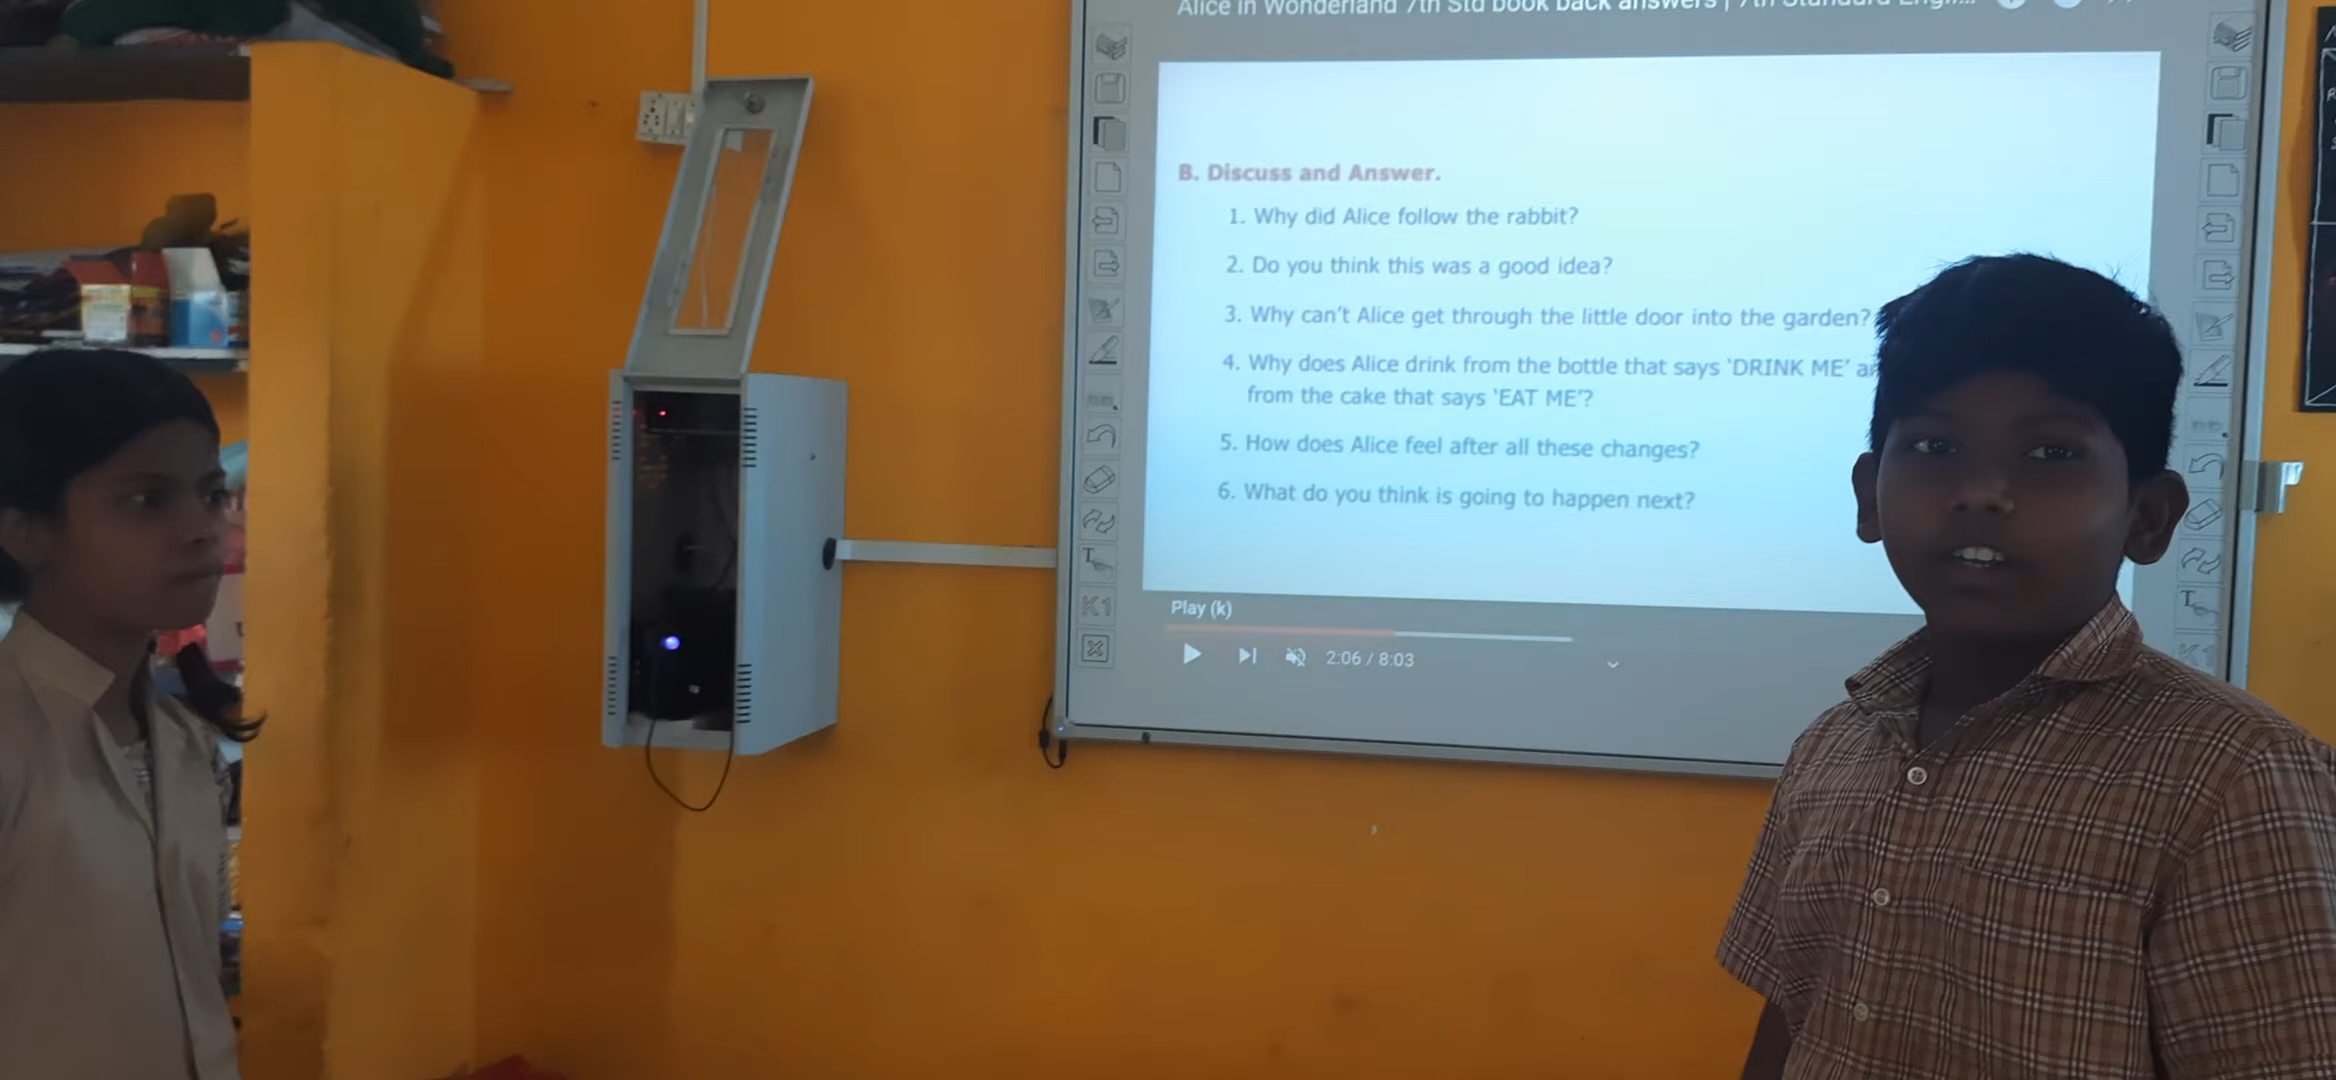 Alice in Wonderland 7th Std book back answers | 7th Standard Engli...
B. Discuss and Answer.
1. Why did Alice follow the rabbit?
2. Do you think this was a good idea?
3. Why can't Alice get through the little door into the garden?
4. Why does Alice drink from the bottle that says 'DRINK ME'
from the cake that says 'EAT ME'?
5. How does Alice feel after all these changes?
6. What do you think is going to happen next?
Play (k)
2:06 / 8:03
T
K1
T
K1